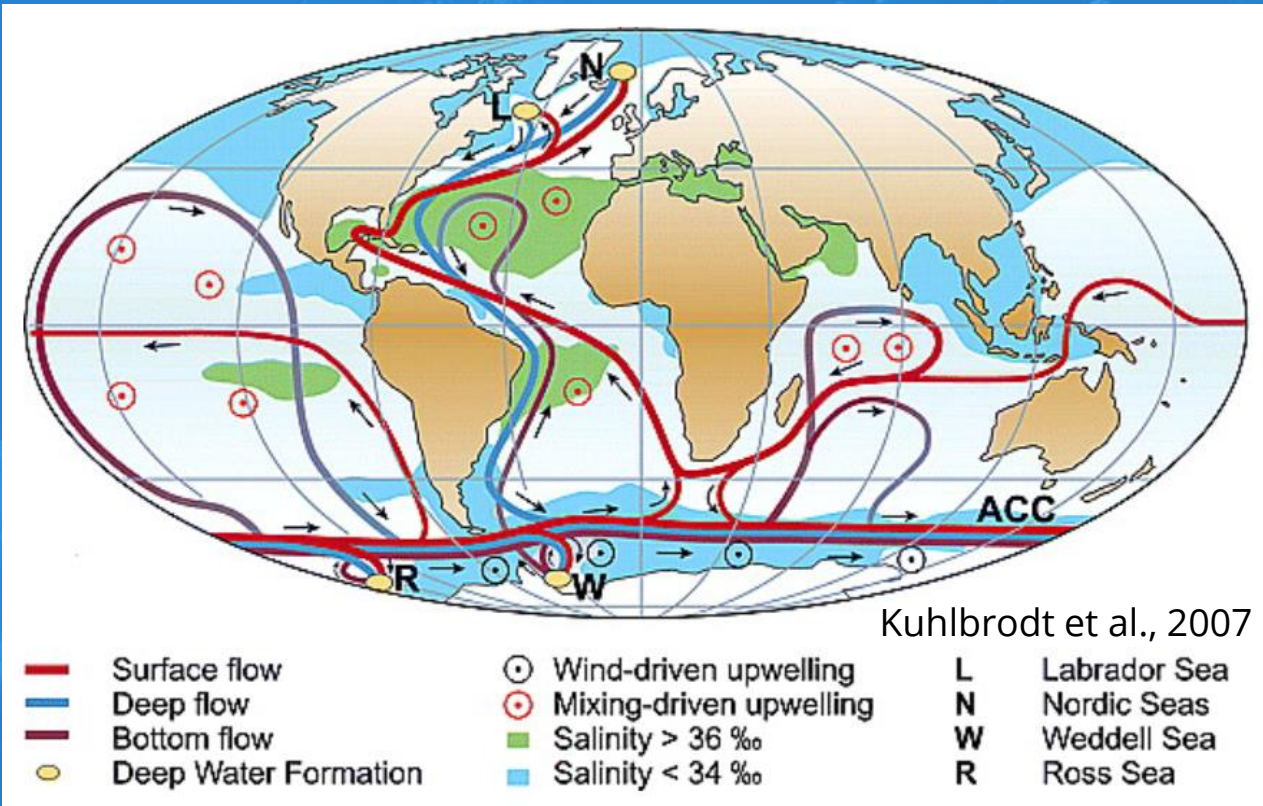 N
L
ACC
R
W
Kuhlbrodt et al., 2007
Surface flow
Deep flow
Bottom flow
Deep Water Formation
Wind-driven upwelling
Mixing-driven upwelling
Salinity > 36 ‰
Salinity < 34 ‰
L Labrador Sea
N Nordic Seas
W Weddell Sea
R Ross Sea